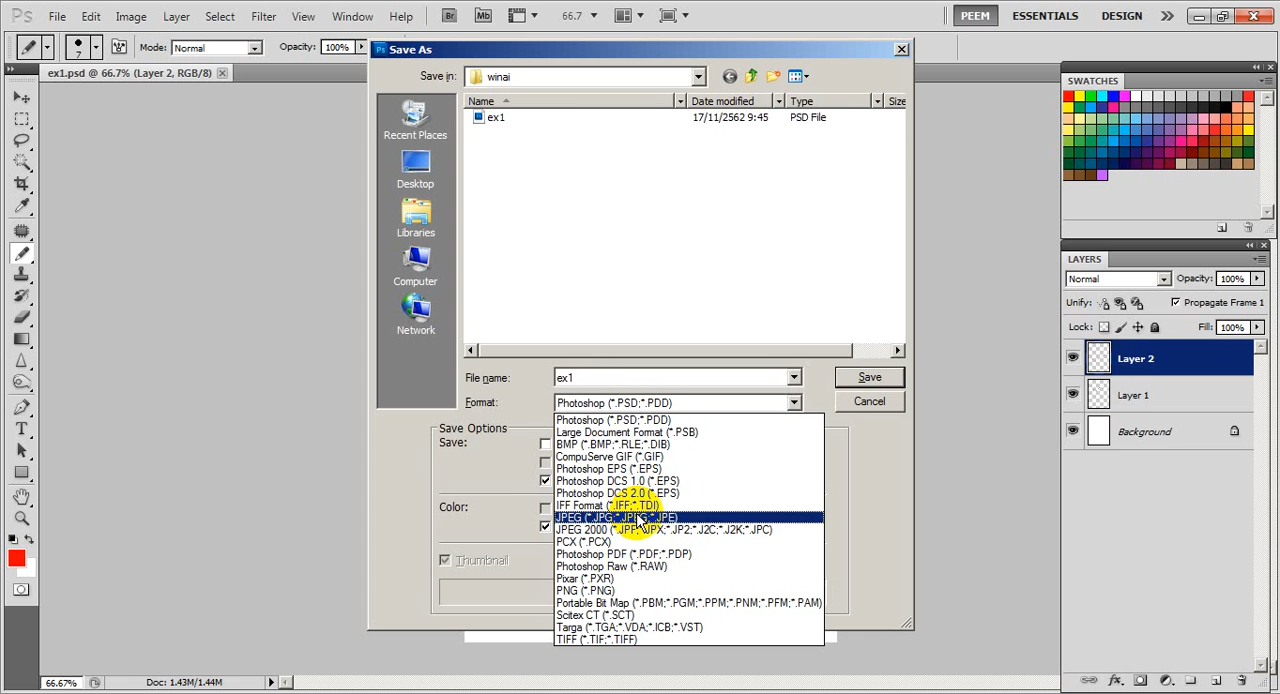 Ps File Edit Image Layer Select Filter View Window Help Br Mb 66.7 PEEM ESSENTIALS DESIGN
7 Mode: Normal Opacity: 100%
ex1.psd @ 66.7% (Layer 2, RGB/8)
Ps Save As
Save in: winai
Name Date modified Type Size
ex1 17/11/2562 9:45 PSD File
Recent Places
Desktop
Libraries
Computer
Network
File name: ex1 Save
Format: Photoshop (*.PSD;*.PDD) Cancel
Photoshop (*.PSD;*.PDD)
Large Document Format (*.PSB)
BMP (*.BMP;*.RLE;*.DIB)
CompuServe GIF (*.GIF)
Photoshop EPS (*.EPS)
Photoshop DCS 1.0 (*.EPS)
Photoshop DCS 2.0 (*.EPS)
IFF Format (*.IFF;*.TDI)
JPEG (*.JPG;*.JPEG;*.JPE)
JPEG 2000 (*.JPF;*.JPX;*.JP2;*.J2C;*.J2K;*.JPC)
PCX (*.PCX)
Photoshop PDF (*.PDF;*.PDP)
Photoshop Raw (*.RAW)
Pixar (*.PXR)
PNG (*.PNG)
Portable Bit Map (*.PBM;*.PGM;*.PPM;*.PNM;*.PFM;*.PAM)
Scitex CT (*.SCT)
Targa (*.TGA;*.VDA;*.ICB;*.VST)
TIFF (*.TIF;*.TIFF)
Save Options
Save:
Color:
Thumbnail
SWATCHES
LAYERS
Normal Opacity: 100%
Unify: Propagate Frame 1
Lock: Fill: 100%
Layer 2
Layer 1
Background
66.67% Doc: 1.43M/1.44M